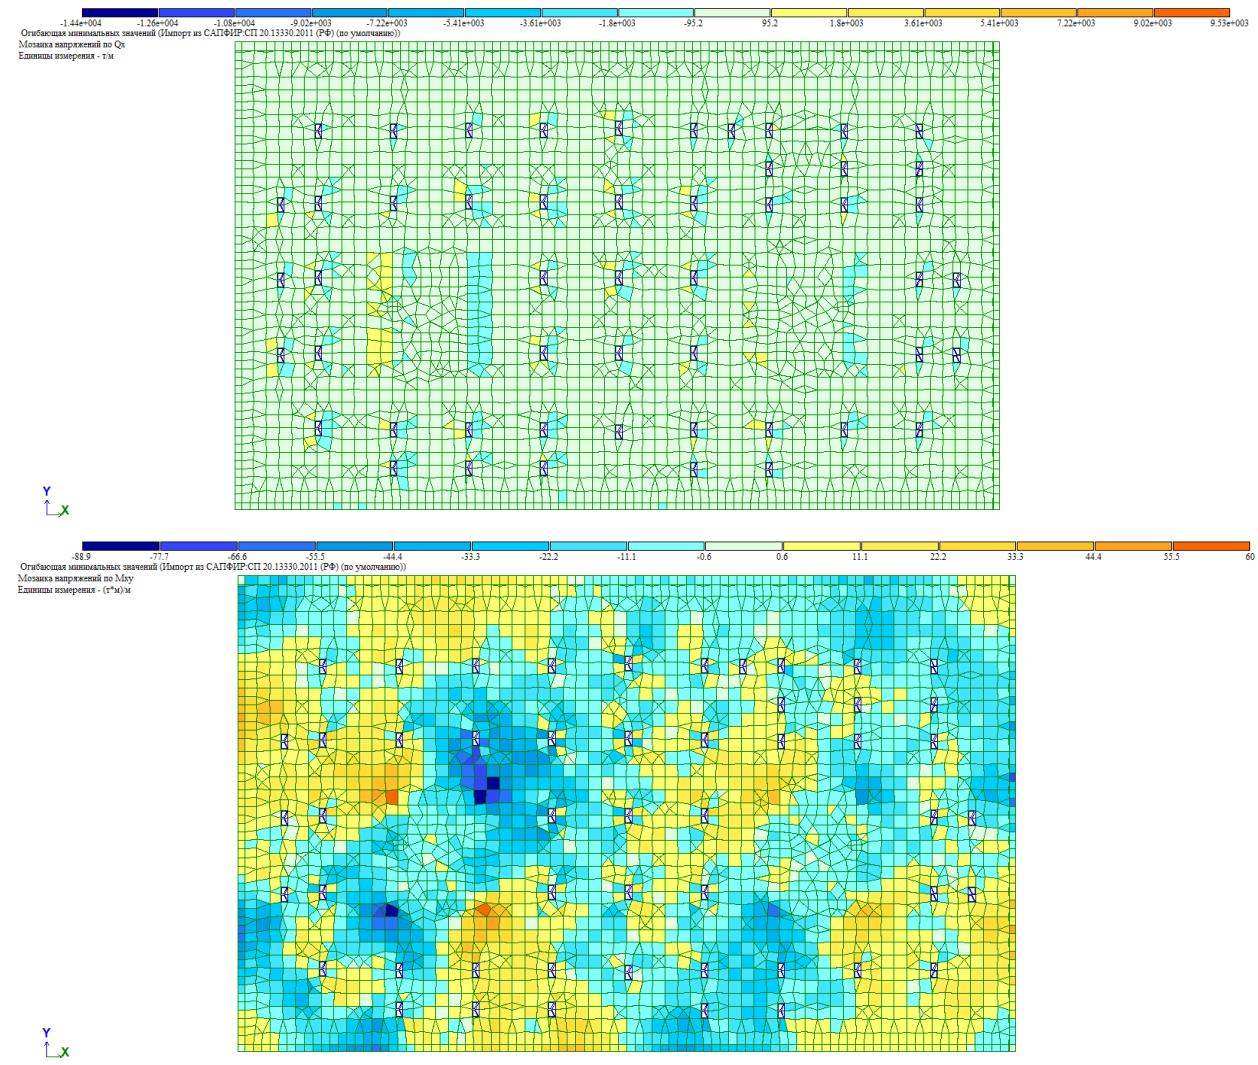 -1.44e+004 -1.26e+004 -1.08e+004 -9.02e+003 -7.22e+003 -5.41e+003 -3.61e+003 -1.8e+003 -95.2 95.2 1.8e+003 3.61e+003 5.41e+003 7.22e+003 9.02e+003 9.53e+003
Огибающая минимальных значений (Импорт из САПФИР:СП 20.13330.2011 (РФ) (по умолчанию))
Мозаика напряжений по Qx
Единицы измерения - т/м
Y
X
-88.9 -77.7 -66.6 -55.5 -44.4 -33.3 -22.2 -11.1 -0.6 0.6 11.1 22.2 33.3 44.4 55.5 60
Огибающая минимальных значений (Импорт из САПФИР:СП 20.13330.2011 (РФ) (по умолчанию))
Мозаика напряжений по Mxy
Единицы измерения - (т*м)/м
Y
X